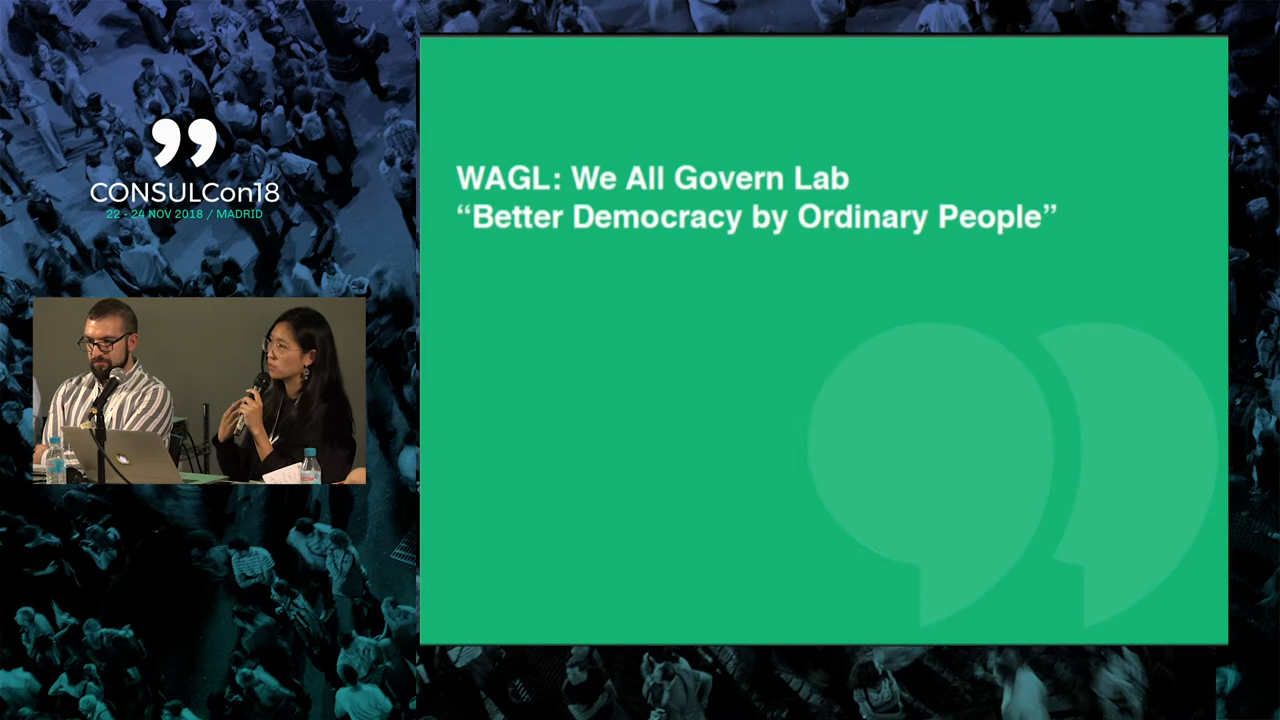 CONSULCon18
22 - 24 NOV 2018 / MADRID
WAGL: We All Govern Lab
“Better Democracy by Ordinary People”